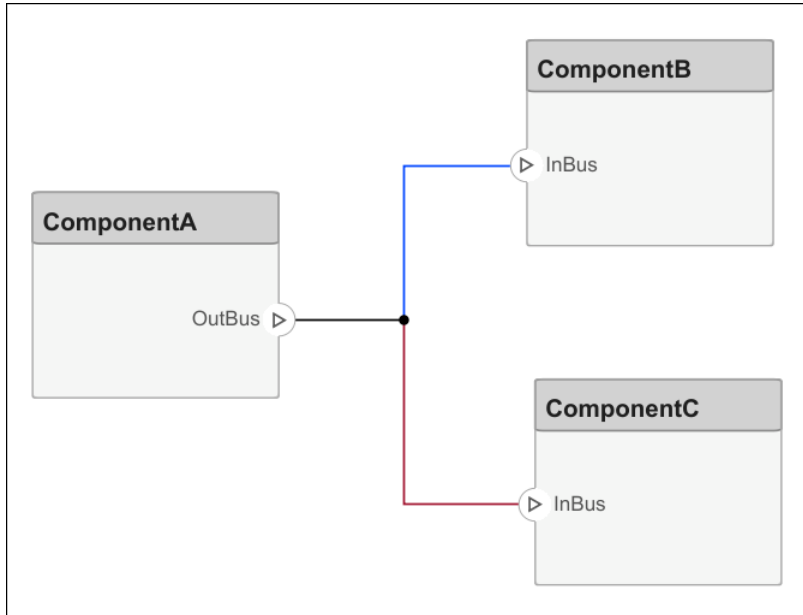 ComponentA
OutBus
ComponentB
InBus
ComponentC
InBus